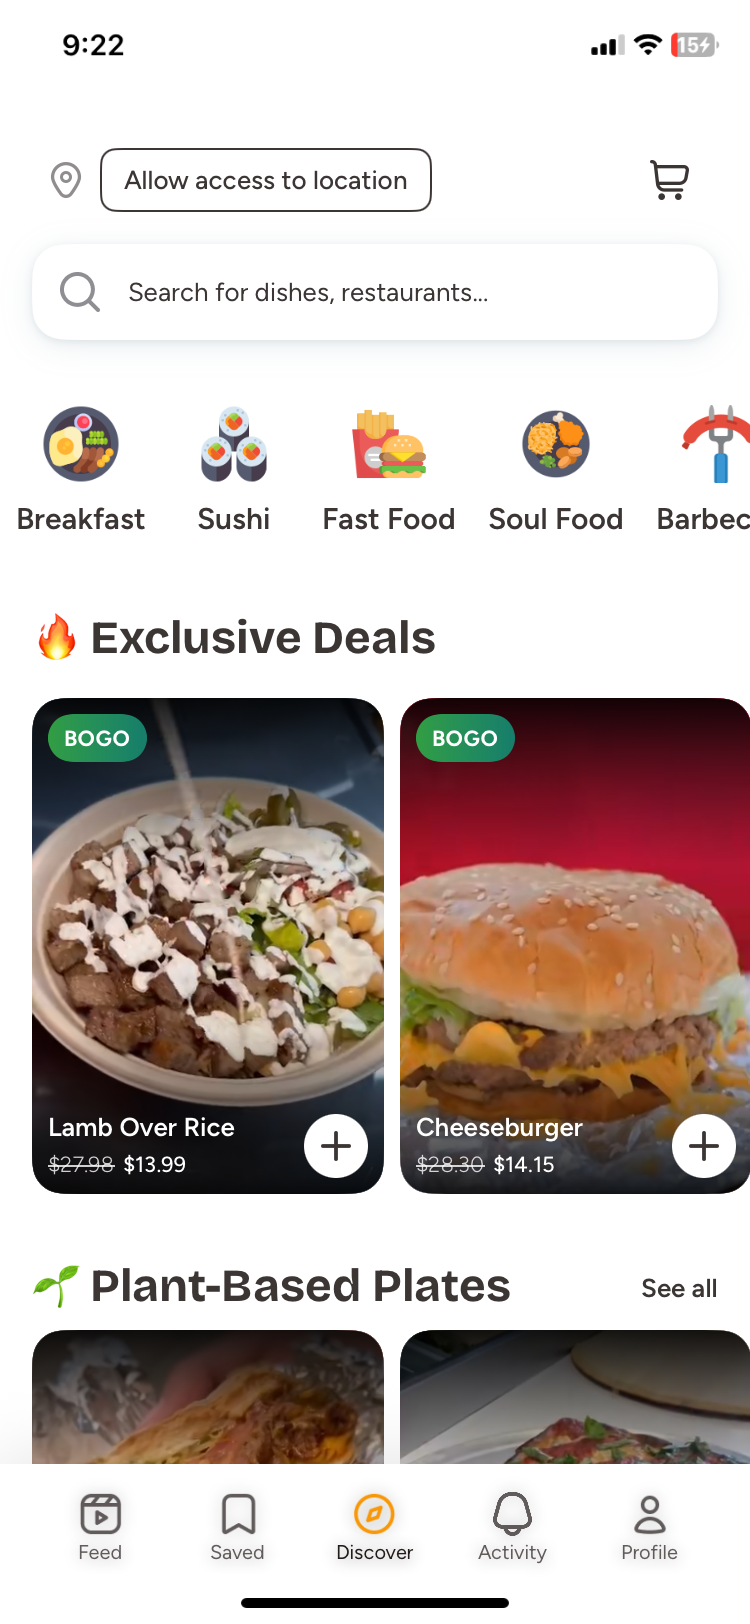 9:22
15
Allow access to location
Search for dishes, restaurants...
Breakfast
Sushi
Fast Food
Soul Food
Barbec
🔥 Exclusive Deals
BOGO
BOGO
Lamb Over Rice
$27.98 $13.99
Cheeseburger
$28.30 $14.15
🌱 Plant-Based Plates
See all
Feed
Saved
Discover
Activity
Profile